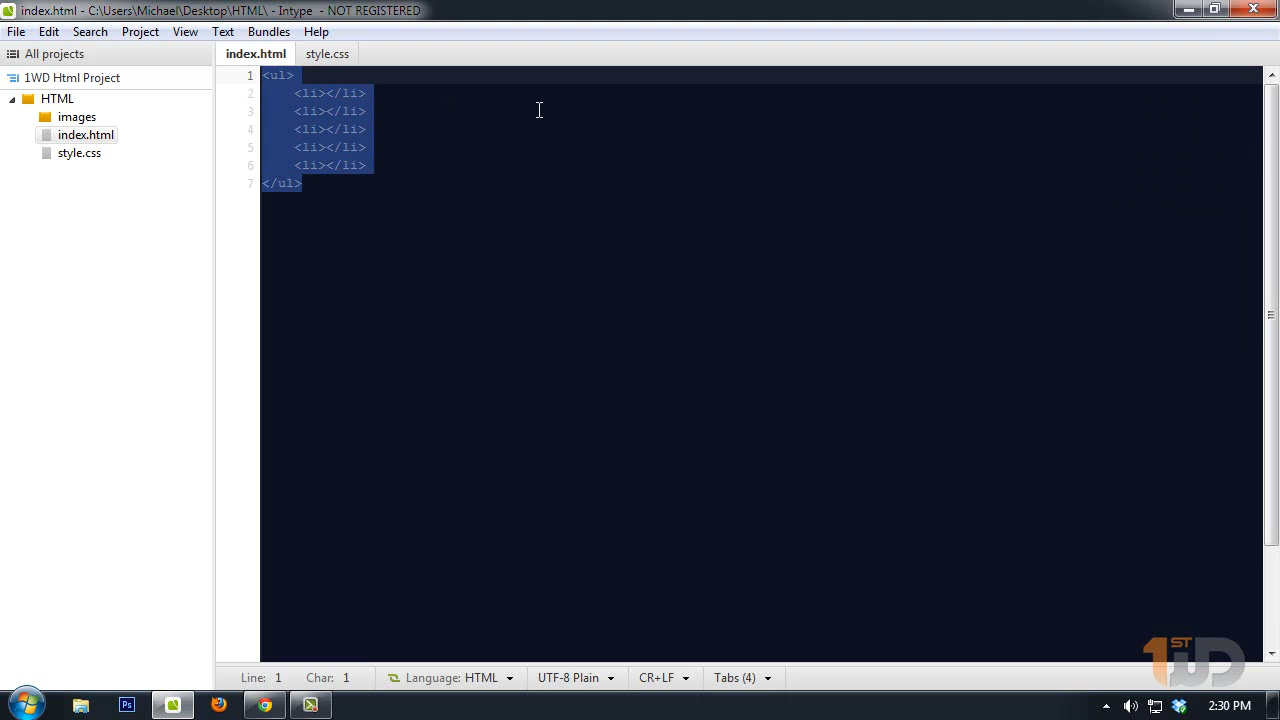 index.html - C:\Users\Michael\Desktop\HTML\ - Intype - NOT REGISTERED
File Edit Search Project View Text Bundles Help
All projects
1WD Html Project
HTML
images
index.html
style.css
index.html style.css
1 <ul>
2 <li></li>
3 <li></li>
4 <li></li>
5 <li></li>
6 <li></li>
7 </ul>
Line: 1 Char: 1 Language: HTML UTF-8 Plain CR+LF Tabs (4)
1ST WD
Ps 2:30 PM